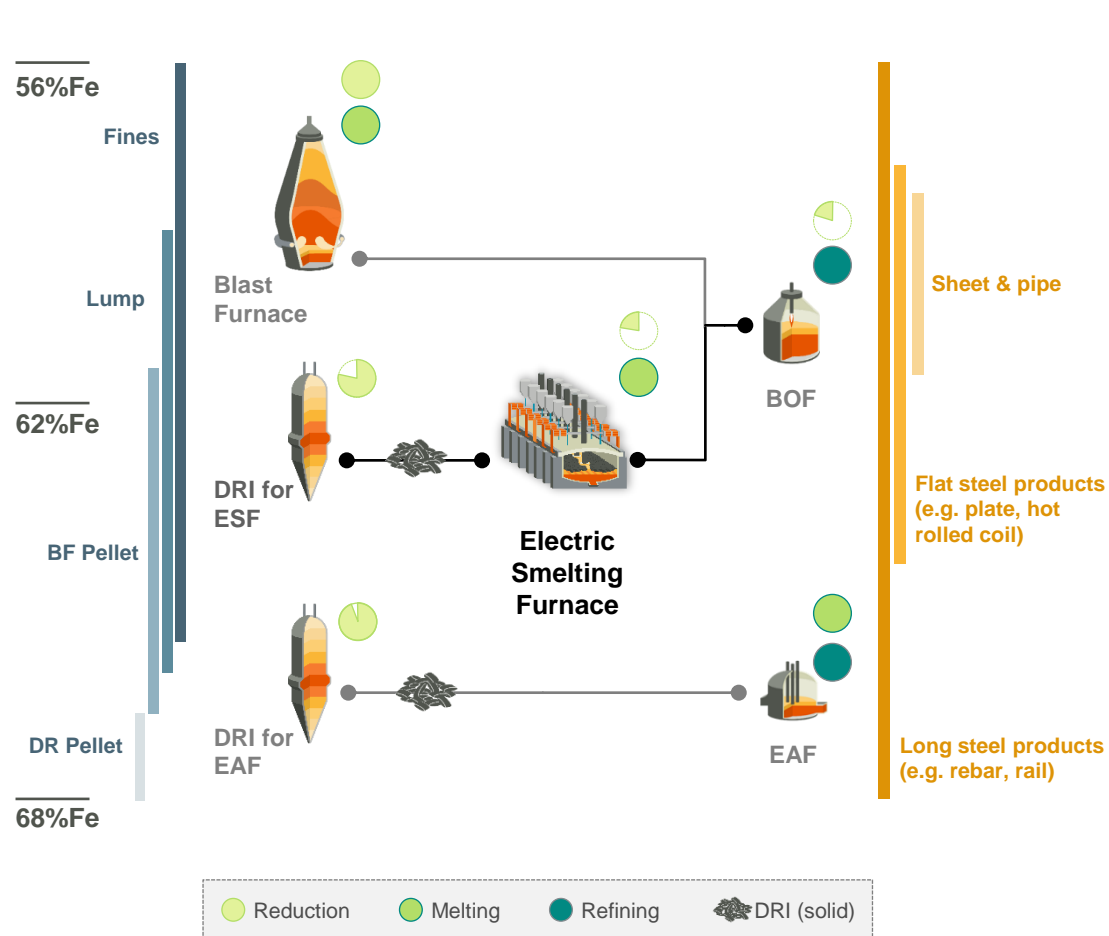 56%Fe
Fines
Lump
62%Fe
BF Pellet
DR Pellet
68%Fe
Blast
Furnace
DRI for
ESF
Electric
Smelting
Furnace
DRI for
EAF
BOF
EAF
Sheet & pipe
Flat steel products
(e.g. plate, hot
rolled coil)
Long steel products
(e.g. rebar, rail)
Reduction
Melting
Refining
DRI (solid)